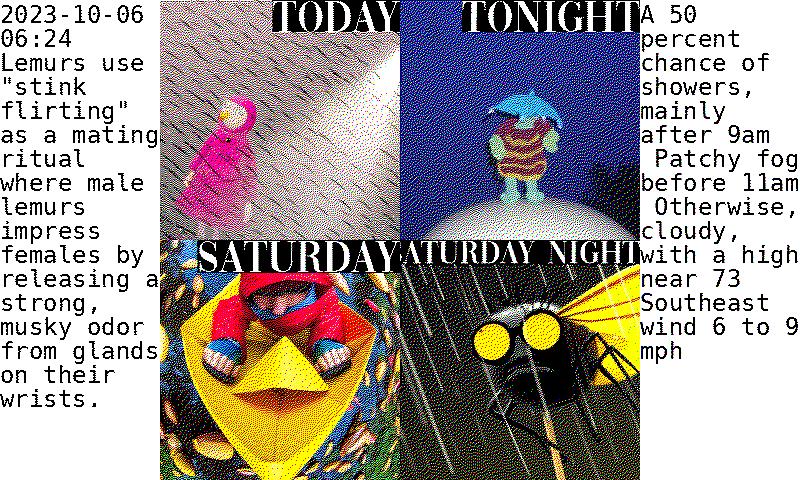 2023-10-06
06:24
Lemurs use
"stink
flirting"
as a mating
ritual
where male
lemurs
impress
females by
releasing a
strong,
musky odor
from glands
on their
wrists.
TODAY
TONIGHT
SATURDAY
ATURDAY NIGHT
A 50
percent
chance of
showers,
mainly
after 9am
Patchy fog
before 11am
Otherwise,
cloudy,
with a high
near 73
Southeast
wind 6 to 9
mph